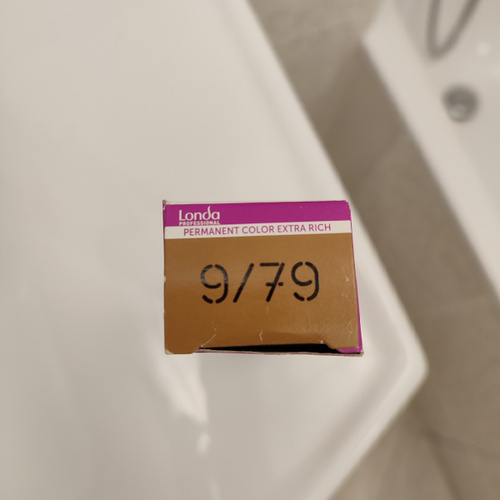 Londa
PROFESSIONAL
PERMANENT COLOR EXTRA RICH
9/79